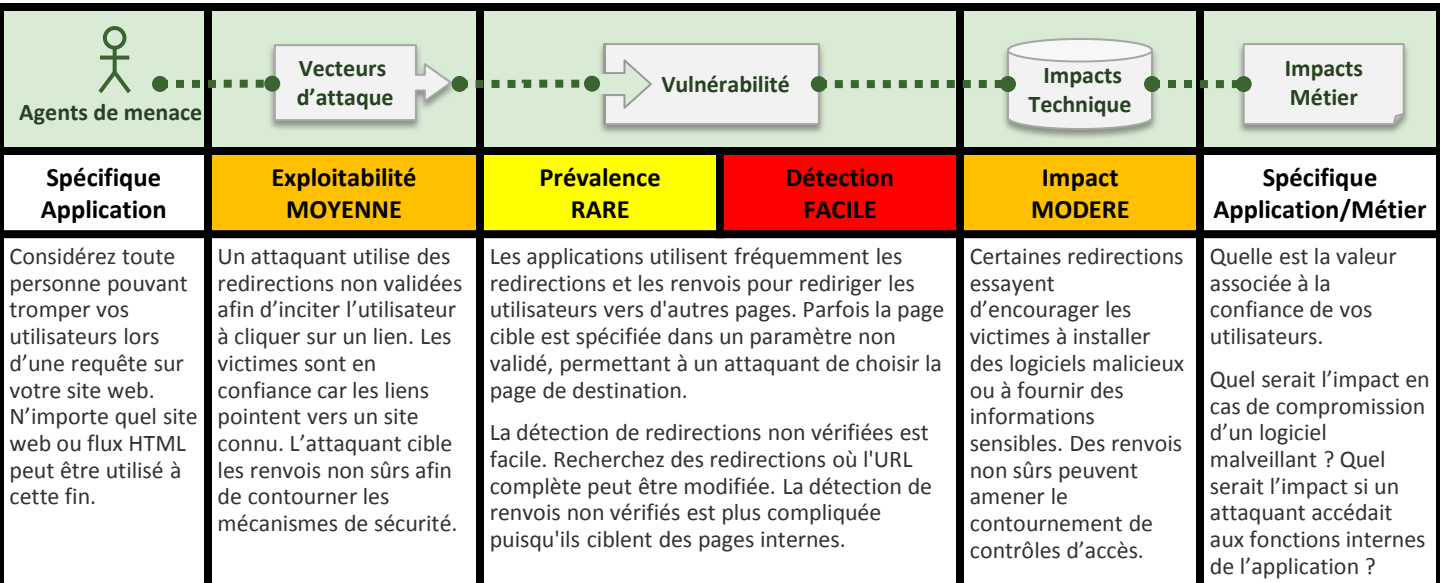 Agents de menace
Vecteurs
d’attaque
Vulnérabilité
Impacts
Technique
Impacts
Métier
Spécifique
Application
Exploitabilité
MOYENNE
Prévalence
RARE
Détection
FACILE
Impact
MODERE
Spécifique
Application/Métier
Considérez toute
personne pouvant
tromper vos
utilisateurs lors
d’une requête sur
votre site web.
N’importe quel site
web ou flux HTML
peut être utilisé à
cette fin.
Un attaquant utilise des
redirections non validées
afin d’inciter l’utilisateur
à cliquer sur un lien. Les
victimes sont en
confiance car les liens
pointent vers un site
connu. L’attaquant cible
les renvois non sûrs afin
de contourner les
mécanismes de sécurité.
Les applications utilisent fréquemment les
redirections et les renvois pour rediriger les
utilisateurs vers d'autres pages. Parfois la page
cible est spécifiée dans un paramètre non
validé, permettant à un attaquant de choisir la
page de destination.
La détection de redirections non vérifiées est
facile. Recherchez des redirections où l'URL
complète peut être modifiée. La détection de
renvois non vérifiés est plus compliquée
puisqu'ils ciblent des pages internes.
Certaines redirections
essayent
d’encourager les
victimes à installer
des logiciels malicieux
ou à fournir des
informations
sensibles. Des renvois
non sûrs peuvent
amener le
contournement de
contrôles d’accès.
Quelle est la valeur
associée à la
confiance de vos
utilisateurs.
Quel serait l’impact en
cas de compromission
d’un logiciel
malveillant ? Quel
serait l’impact si un
attaquant accédait
aux fonctions internes
de l’application ?